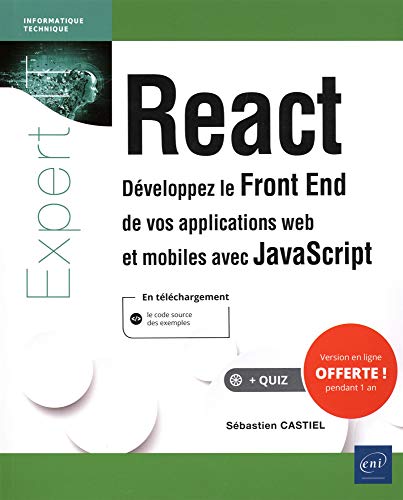 INFORMATIQUE
TECHNIQUE
Expert IT
React
Développez le Front End
de vos applications web
et mobiles avec JavaScript
En téléchargement
</>
le code source
des exemples
+ QUIZ
Version en ligne
OFFERTE !
pendant 1 an
Sébastien CASTIEL
eni